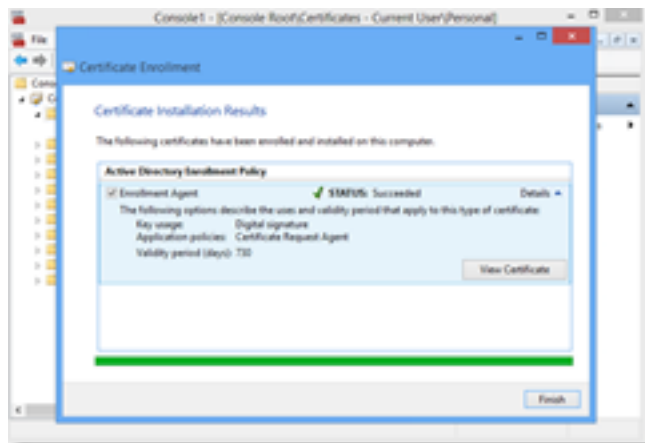 Console1 - [Console Root\Certificates - Current User\Personal]
File
Certificate Enrollment
Certificate Installation Results
The following certificates have been enrolled and installed on this computer.
Active Directory Enrollment Policy
Enrollment Agent STATUS: Succeeded Details
The following options describe the uses and validity period that apply to this type of certificate:
Key usage: Digital signature
Application policies: Certificate Request Agent
Validity period (days): 730
View Certificate
Finish